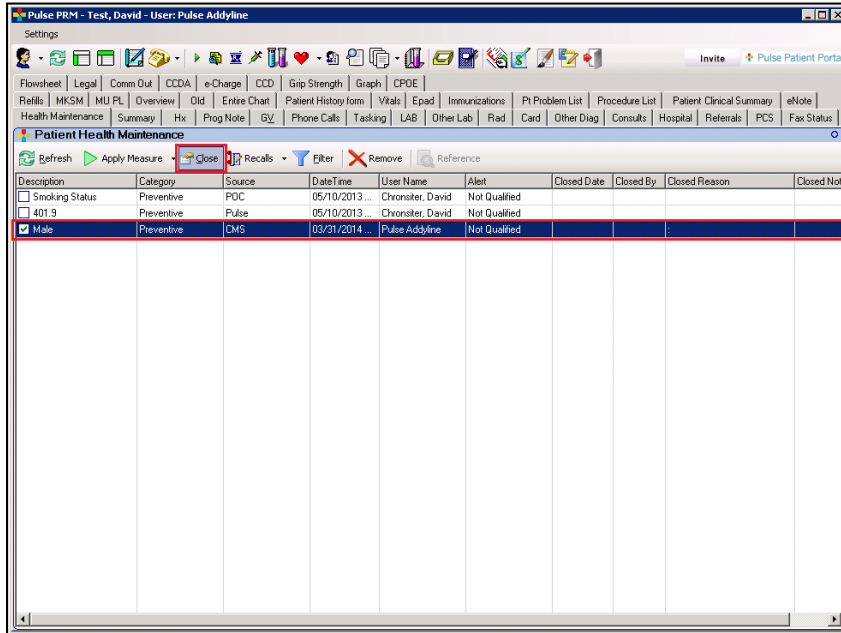 Pulse PRM - Test, David - User: Pulse Addyline
Settings
Invite Pulse Patient Porta
Flowsheet Legal Comm Out CCDA e-Charge CCD Grip Strength Graph CPOE
Refills MKSM MU PL Overview Old Entire Chart Patient History form Vitals Epad Immunizations Pt Problem List Procedure List Patient Clinical Summary eNote
Health Maintenance Summary Hx Prog Note GV Phone Calls Tasking LAB Other Lab Rad Card Other Diag Consults Hospital Referrals PCS Fax Status
Patient Health Maintenance
Refresh Apply Measure Close Recalls Filter Remove Reference
Description Category Source DateTime User Name Alert Closed Date Closed By Closed Reason Closed Not
Smoking Status Preventive POC 05/10/2013 ... Chronsiter, David Not Qualified
401.9 Preventive Pulse 05/10/2013 ... Chronsiter, David Not Qualified
Male Preventive CMS 03/31/2014 ... Pulse Addyline Not Qualified :